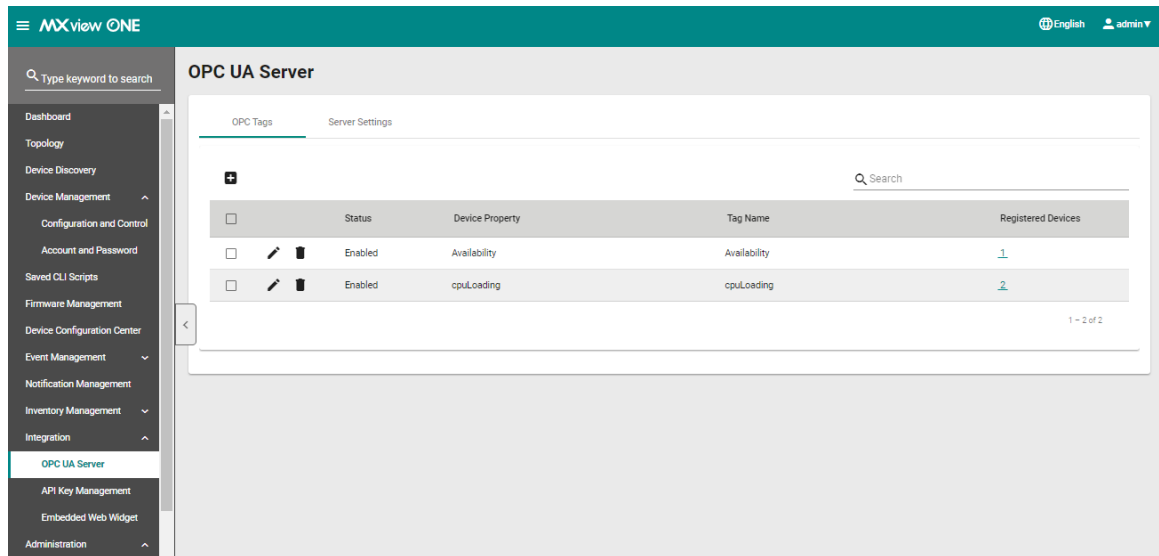 MXview ONE
English admin
Type keyword to search
Dashboard
Topology
Device Discovery
Device Management
Configuration and Control
Account and Password
Saved CLI Scripts
Firmware Management
Device Configuration Center
Event Management
Notification Management
Inventory Management
Integration
OPC UA Server
API Key Management
Embedded Web Widget
Administration
OPC UA Server
OPC Tags Server Settings
Search
Status Device Property Tag Name Registered Devices
Enabled Availability Availability 1
Enabled cpuLoading cpuLoading 2
1 – 2 of 2